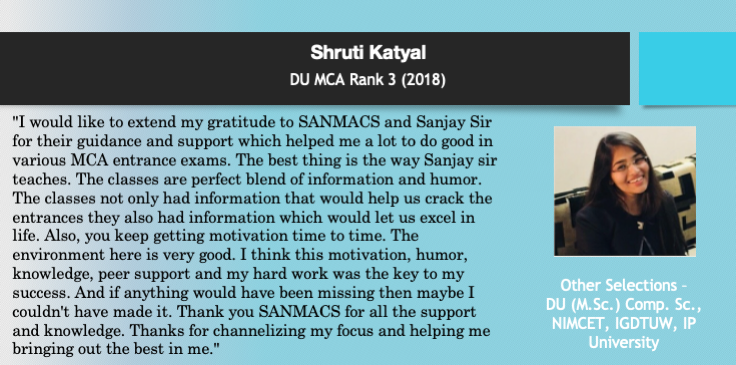 Shruti Katyal
DU MCA Rank 3 (2018)
"I would like to extend my gratitude to SANMACS and Sanjay Sir
for their guidance and support which helped me a lot to do good in
various MCA entrance exams. The best thing is the way Sanjay sir
teaches. The classes are perfect blend of information and humor.
The classes not only had information that would help us crack the
entrances they also had information which would let us excel in
life. Also, you keep getting motivation time to time. The
environment here is very good. I think this motivation, humor,
knowledge, peer support and my hard work was the key to my
success. And if anything would have been missing then maybe I
couldn't have made it. Thank you SANMACS for all the support
and knowledge. Thanks for channelizing my focus and helping me
bringing out the best in me."
Other Selections –
DU (M.Sc.) Comp. Sc.,
NIMCET, IGDTUW, IP
University